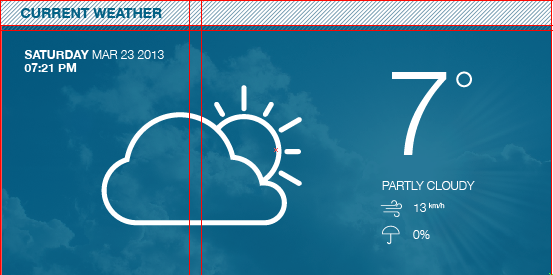 CURRENT WEATHER
SATURDAY MAR 23 2013
07:21 PM
7°
PARTLY CLOUDY
13 km/h
0%